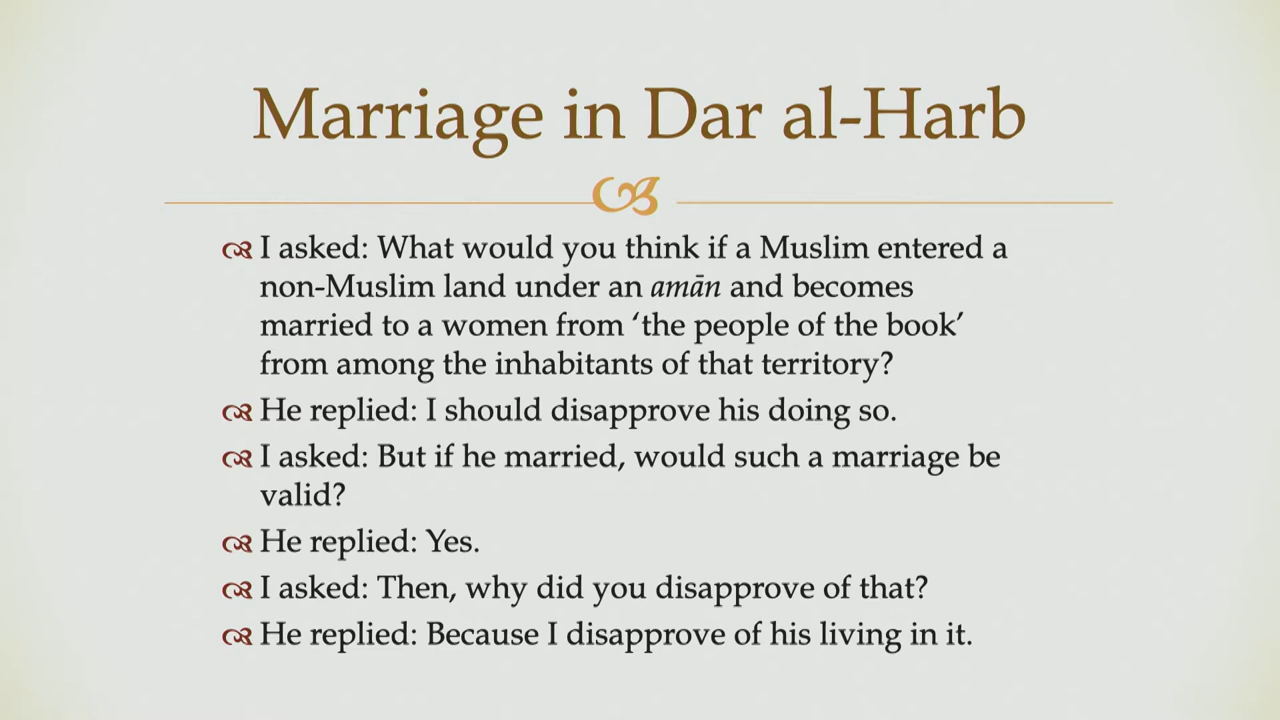 Marriage in Dar al-Harb
I asked: What would you think if a Muslim entered a
non-Muslim land under an amān and becomes
married to a women from ‘the people of the book’
from among the inhabitants of that territory?
He replied: I should disapprove his doing so.
I asked: But if he married, would such a marriage be
valid?
He replied: Yes.
I asked: Then, why did you disapprove of that?
He replied: Because I disapprove of his living in it.